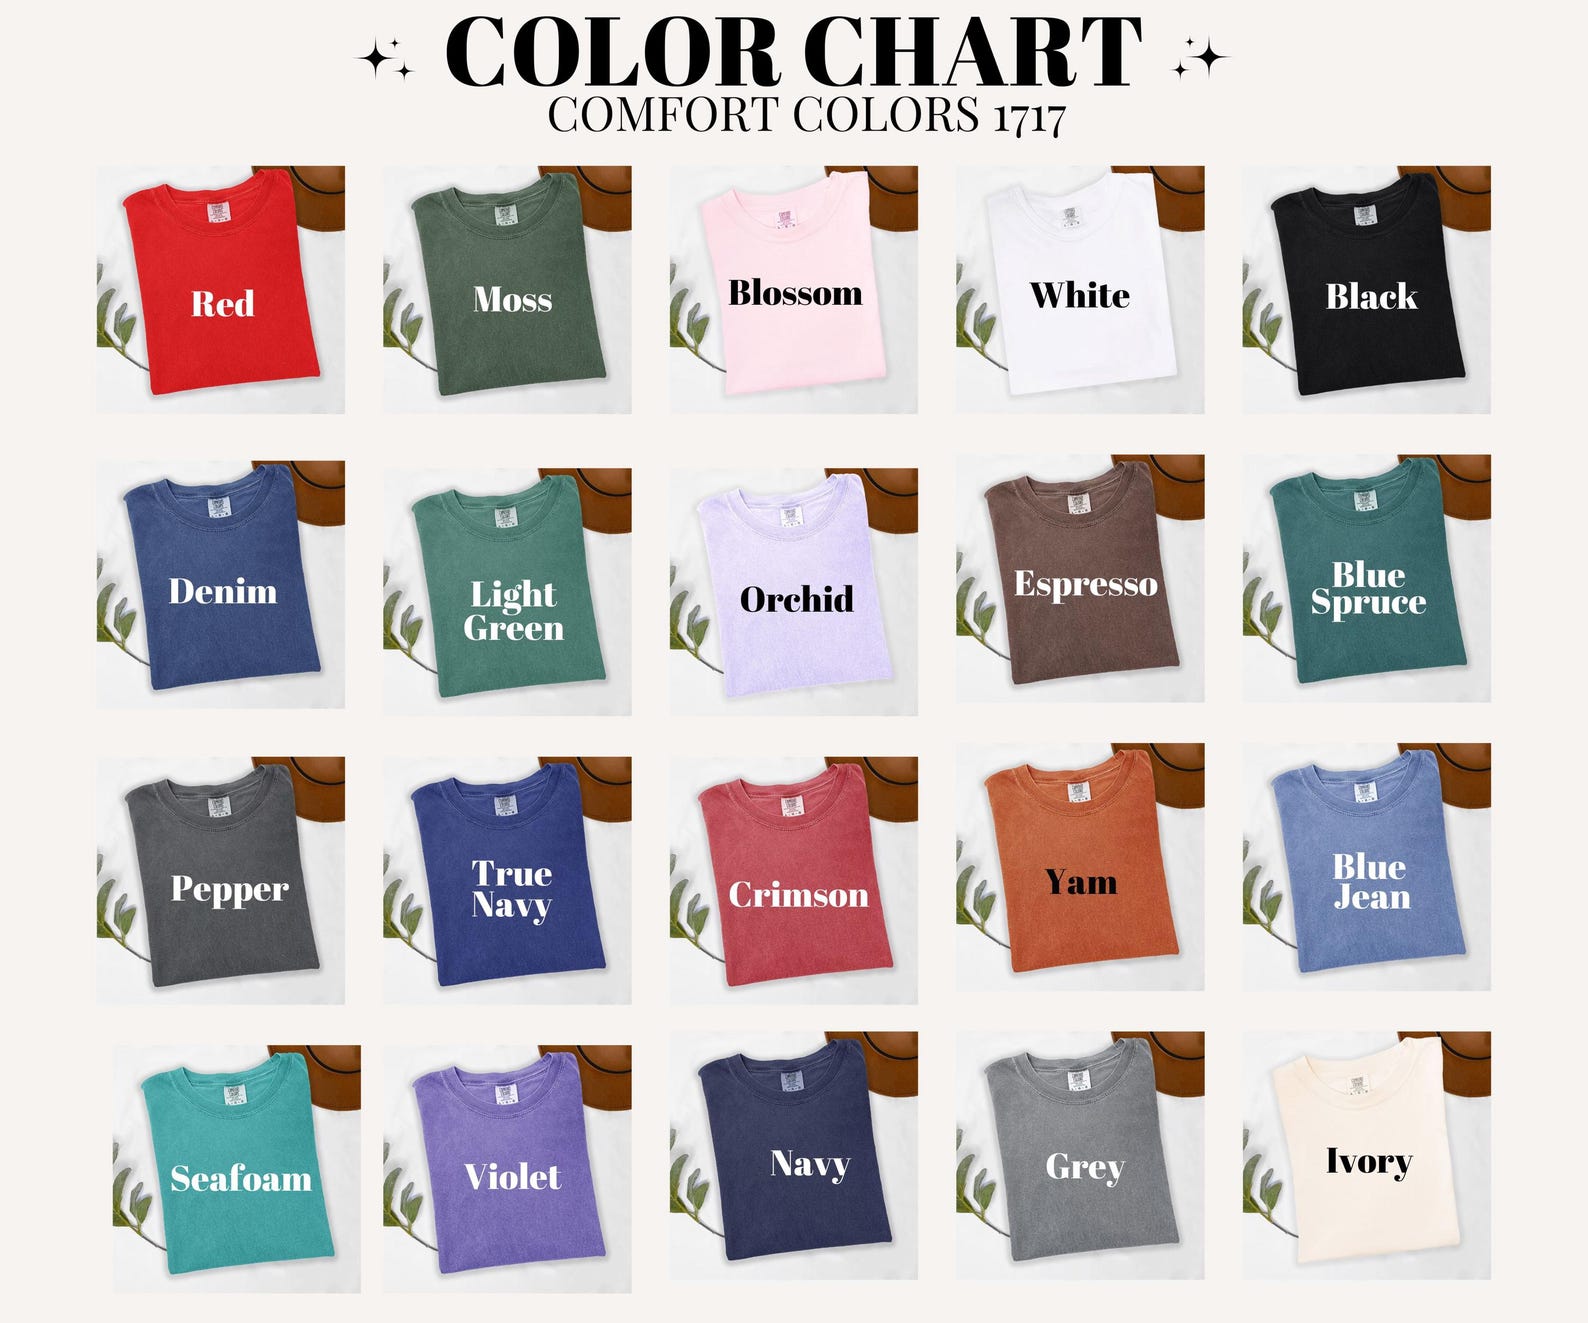 COLOR CHART
COMFORT COLORS 1717
Red
Moss
Blossom
White
Black
Denim
Light
Green
Orchid
Espresso
Blue
Spruce
Pepper
True
Navy
Crimson
Yam
Blue
Jean
Seafoam
Violet
Navy
Grey
Ivory